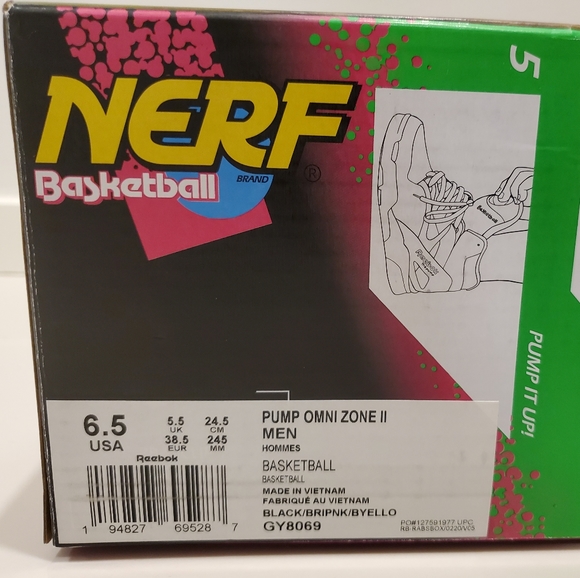 5
NERF
Basketball
BRAND
®
Reebok
PUMP IT UP!
6.5
USA
5.5
UK
24.5
CM
38.5
EUR
245
MM
Reebok
1 94827 69528 7
PUMP OMNI ZONE II
MEN
HOMMES
BASKETBALL
BASKETBALL
MADE IN VIETNAM
FABRIQUÉ AU VIETNAM
BLACK/BRIPNK/BYELLO
GY8069